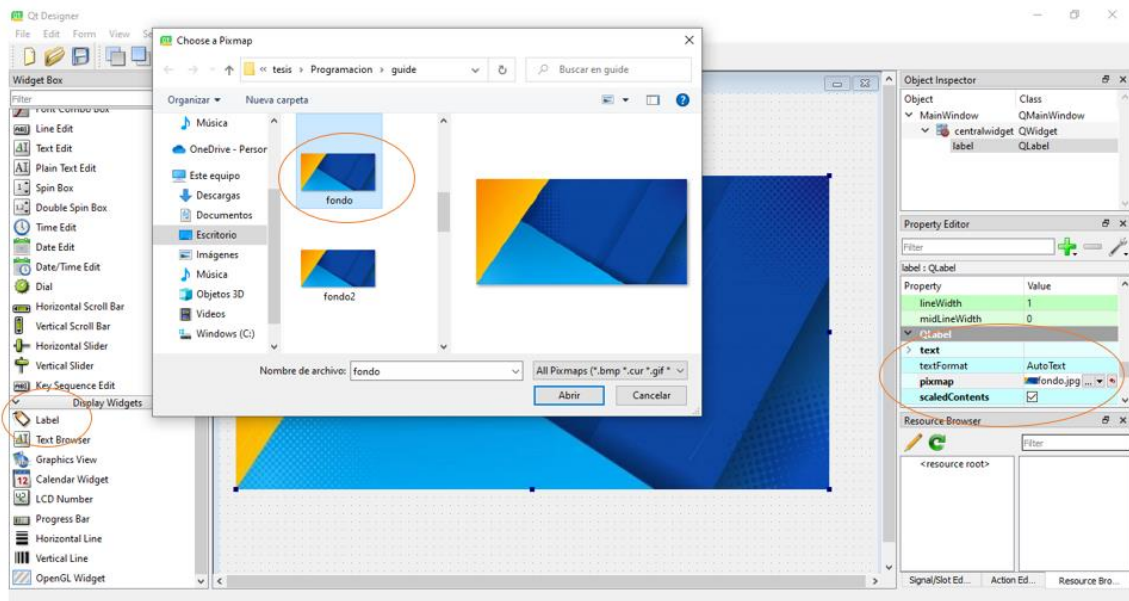 Qt Designer
File Edit Form View Se
Widget Box
Filter
Font Combo Box
Line Edit
Text Edit
Plain Text Edit
Spin Box
Double Spin Box
Time Edit
Date Edit
Date/Time Edit
Dial
Horizontal Scroll Bar
Vertical Scroll Bar
Horizontal Slider
Vertical Slider
Key Sequence Edit
Display Widgets
Label
Text Browser
Graphics View
Calendar Widget
LCD Number
Progress Bar
Horizontal Line
Vertical Line
OpenGL Widget
Choose a Pixmap
« tesis › Programacion › guide
Buscar en guide
Organizar
Nueva carpeta
Música
OneDrive - Person
Este equipo
Descargas
Documentos
Escritorio
Imágenes
Música
Objetos 3D
Videos
Windows (C:)
fondo
fondo2
Nombre de archivo: fondo
All Pixmaps (*.bmp *.cur *.gif *
Abrir Cancelar
Object Inspector
Object Class
MainWindow QMainWindow
centralwidget QWidget
label QLabel
Property Editor
Filter
label : QLabel
Property Value
lineWidth 1
midLineWidth 0
QLabel
text
textFormat AutoText
pixmap fondo.jpg ...
scaledContents
Resource Browser
Filter
<resource root>
Signal/Slot Ed... Action Ed... Resource Bro...